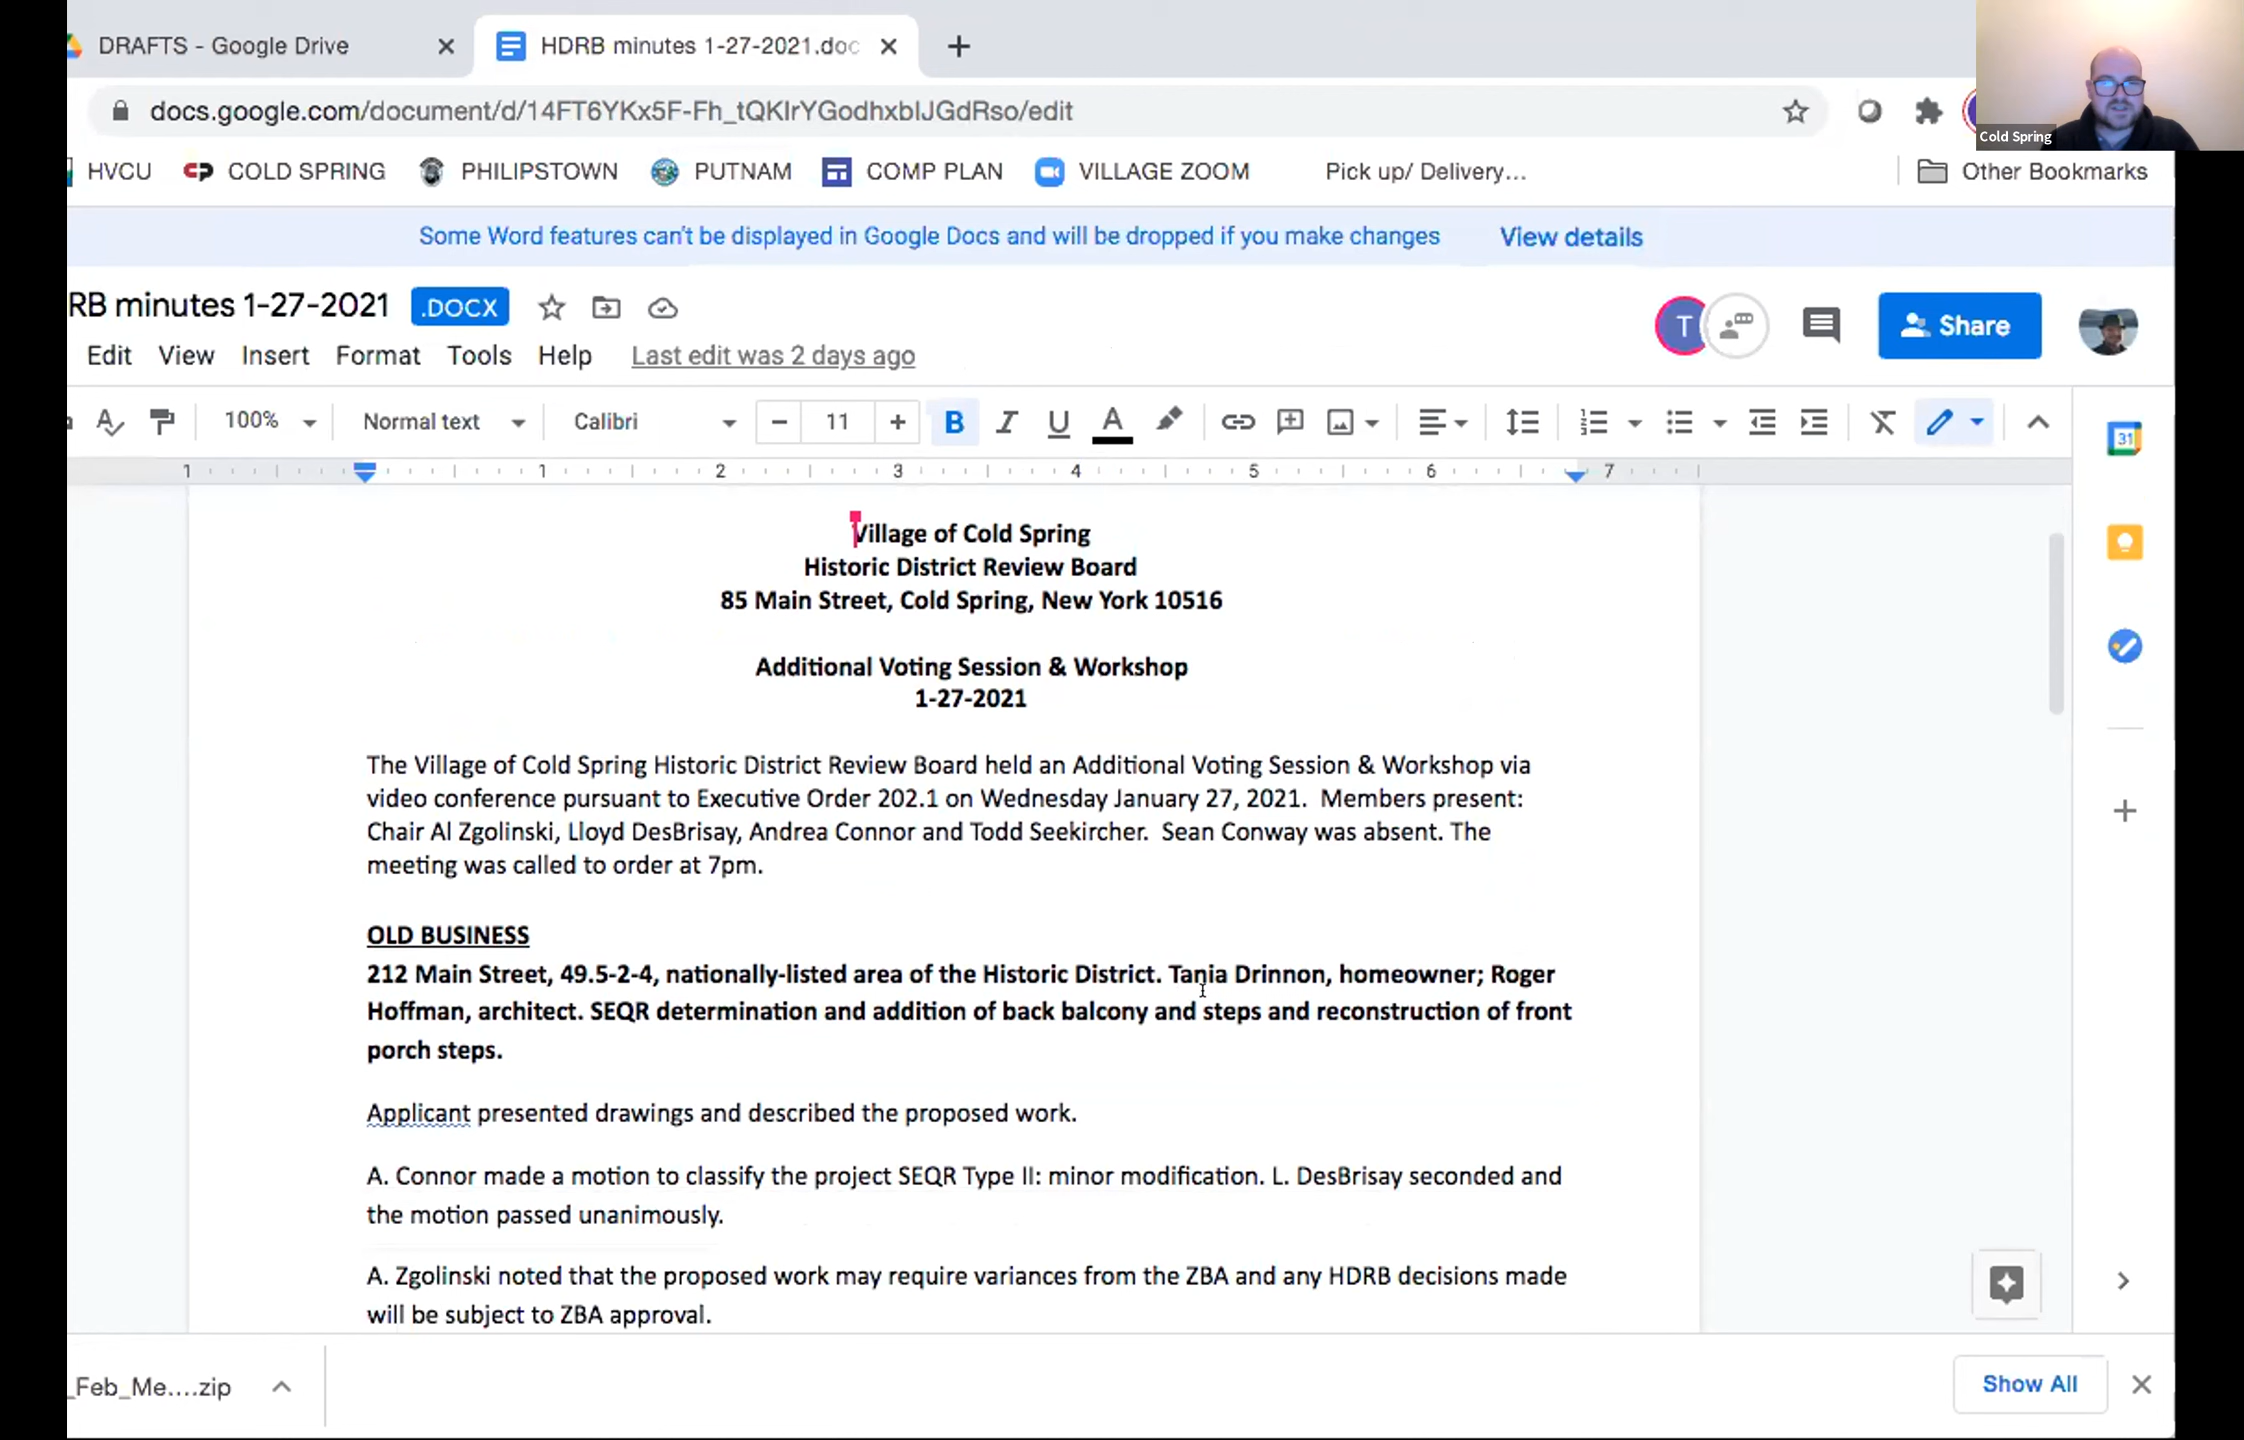 DRAFTS - Google Drive
HDRB minutes 1-27-2021.doc
docs.google.com/document/d/14FT6YKx5F-Fh_tQKIrYGodhxblJGdRso/edit
Cold Spring
HVCU COLD SPRING PHILIPSTOWN PUTNAM COMP PLAN VILLAGE ZOOM Pick up/ Delivery... Other Bookmarks
Some Word features can't be displayed in Google Docs and will be dropped if you make changes View details
RB minutes 1-27-2021 .DOCX
T
Share
Edit View Insert Format Tools Help Last edit was 2 days ago
100% Normal text Calibri 11 B I U A
31
1 1 2 3 4 5 6 7
Village of Cold Spring
Historic District Review Board
85 Main Street, Cold Spring, New York 10516
Additional Voting Session & Workshop
1-27-2021
The Village of Cold Spring Historic District Review Board held an Additional Voting Session & Workshop via
video conference pursuant to Executive Order 202.1 on Wednesday January 27, 2021. Members present:
Chair Al Zgolinski, Lloyd DesBrisay, Andrea Connor and Todd Seekircher. Sean Conway was absent. The
meeting was called to order at 7pm.
OLD BUSINESS
212 Main Street, 49.5-2-4, nationally-listed area of the Historic District. Tania Drinnon, homeowner; Roger
Hoffman, architect. SEQR determination and addition of back balcony and steps and reconstruction of front
porch steps.
Applicant presented drawings and described the proposed work.
A. Connor made a motion to classify the project SEQR Type II: minor modification. L. DesBrisay seconded and
the motion passed unanimously.
A. Zgolinski noted that the proposed work may require variances from the ZBA and any HDRB decisions made
will be subject to ZBA approval.
_Feb_Me....zip
Show All